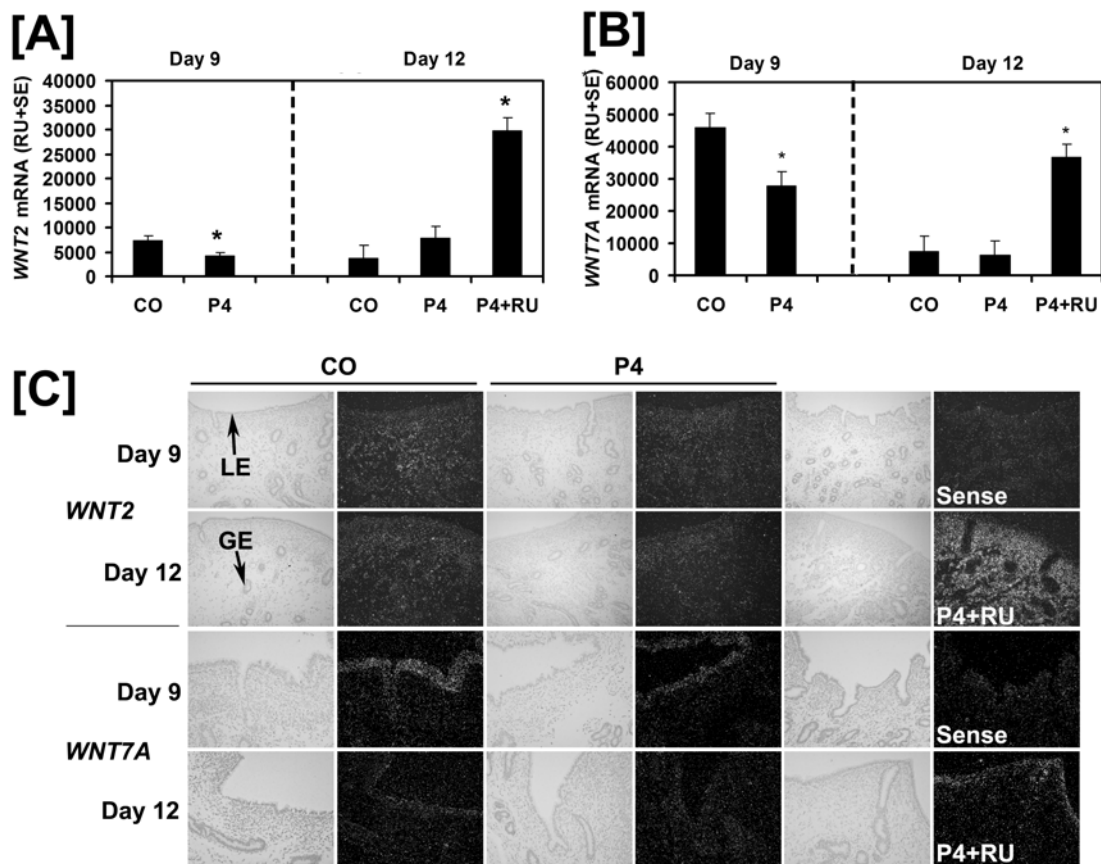 [A]
Day 9 Day 12
WNT2 mRNA (RU+SE)
40000
35000
30000
25000
20000
15000
10000
5000
0
*
*
CO P4 CO P4 P4+RU
[B]
Day 9 Day 12
WNT7A mRNA (RU+SE)
60000
50000
40000
30000
20000
10000
0
*
*
CO P4 CO P4 P4+RU
[C]
CO P4
Day 9
LE
Sense
WNT2
Day 12
GE
P4+RU
Day 9
Sense
WNT7A
Day 12
P4+RU